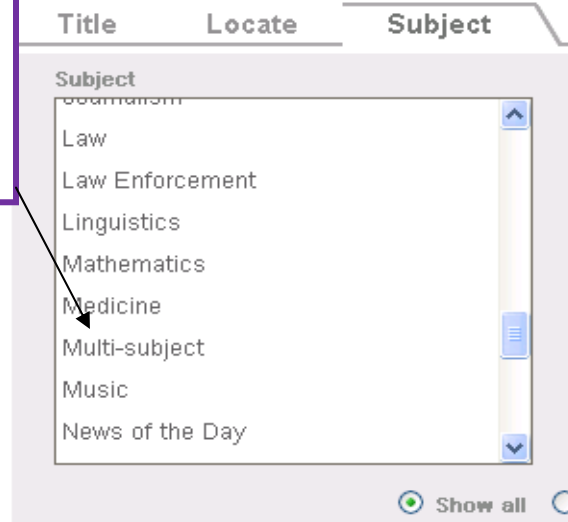 Title Locate Subject
Subject
Journalism
Law
Law Enforcement
Linguistics
Mathematics
Medicine
Multi-subject
Music
News of the Day
Show all